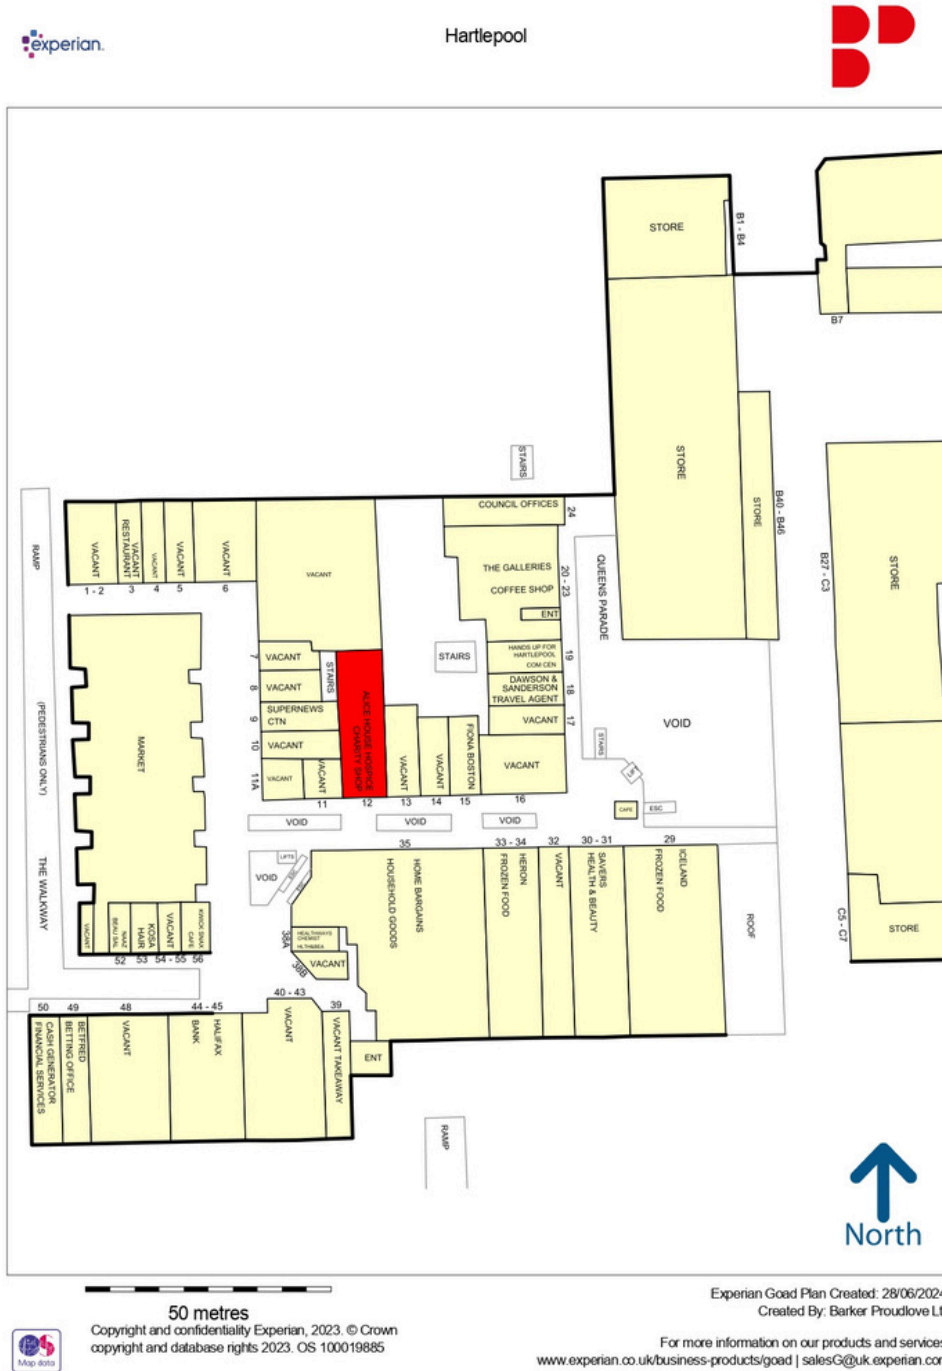 experian.
Hartlepool
STORE
B1 - B4
B7
STORE
STORE
B40 - B46
B27 - C3
STORE
STAIRS
COUNCIL OFFICES
24
RAMP
VACANT
1 - 2
VACANT
RESTAURANT
3
VACANT
4
VACANT
5
VACANT
6
VACANT
THE GALLERIES
COFFEE SHOP
20 - 23
ENT
QUEENS PARADE
HANDS UP FOR
HARTLEPOOL
COM CEN
19
STAIRS
DAWSON &
SANDERSON
TRAVEL AGENT
18
VACANT
17
7
VACANT
STAIRS
8
VACANT
9
SUPERNEWS
CTN
10
VACANT
11A
VACANT
VACANT
11
ALICE HOUSE HOSPICE
CHARITY SHOP
12
VACANT
13
VACANT
14
FIONA BOSTON
15
VACANT
16
VOID
STAIRS
LIFT
CAFE
ESC
(PEDESTRIANS ONLY)
THE WALKWAY
MARKET
VOID
VOID
VOID
35
33 - 34
32
30 - 31
29
LIFTS
ESC
ESC
VOID
HOME BARGAINS
HOUSEHOLD GOODS
HERON
FROZEN FOOD
VACANT
SAVERS
HEALTH & BEAUTY
ICELAND
FROZEN FOOD
ROOF
C5 - C7
STORE
VACANT
NAAZ
BEAU SAL
52
KOSA
HAIR
53
VACANT
54 - 55
KWICK SNAX
CAFE
56
38A
HEALTHWAYS
CHEMIST
HLTH&BEA
38B
VACANT
50
49
48
44 - 45
40 - 43
39
CASH GENERATOR
FINANCIAL SERVICES
BETFRED
BETTING OFFICE
VACANT
HALIFAX
BANK
VACANT
VACANT TAKEAWAY
ENT
RAMP
North
50 metres
Experian Goad Plan Created: 28/06/2024
Created By: Barker Proudlove Lt
Copyright and confidentiality Experian, 2023. © Crown
copyright and database rights 2023. OS 100019885
For more information on our products and services
www.experian.co.uk/business-products/goad | salesG@uk.experian.com
Map data